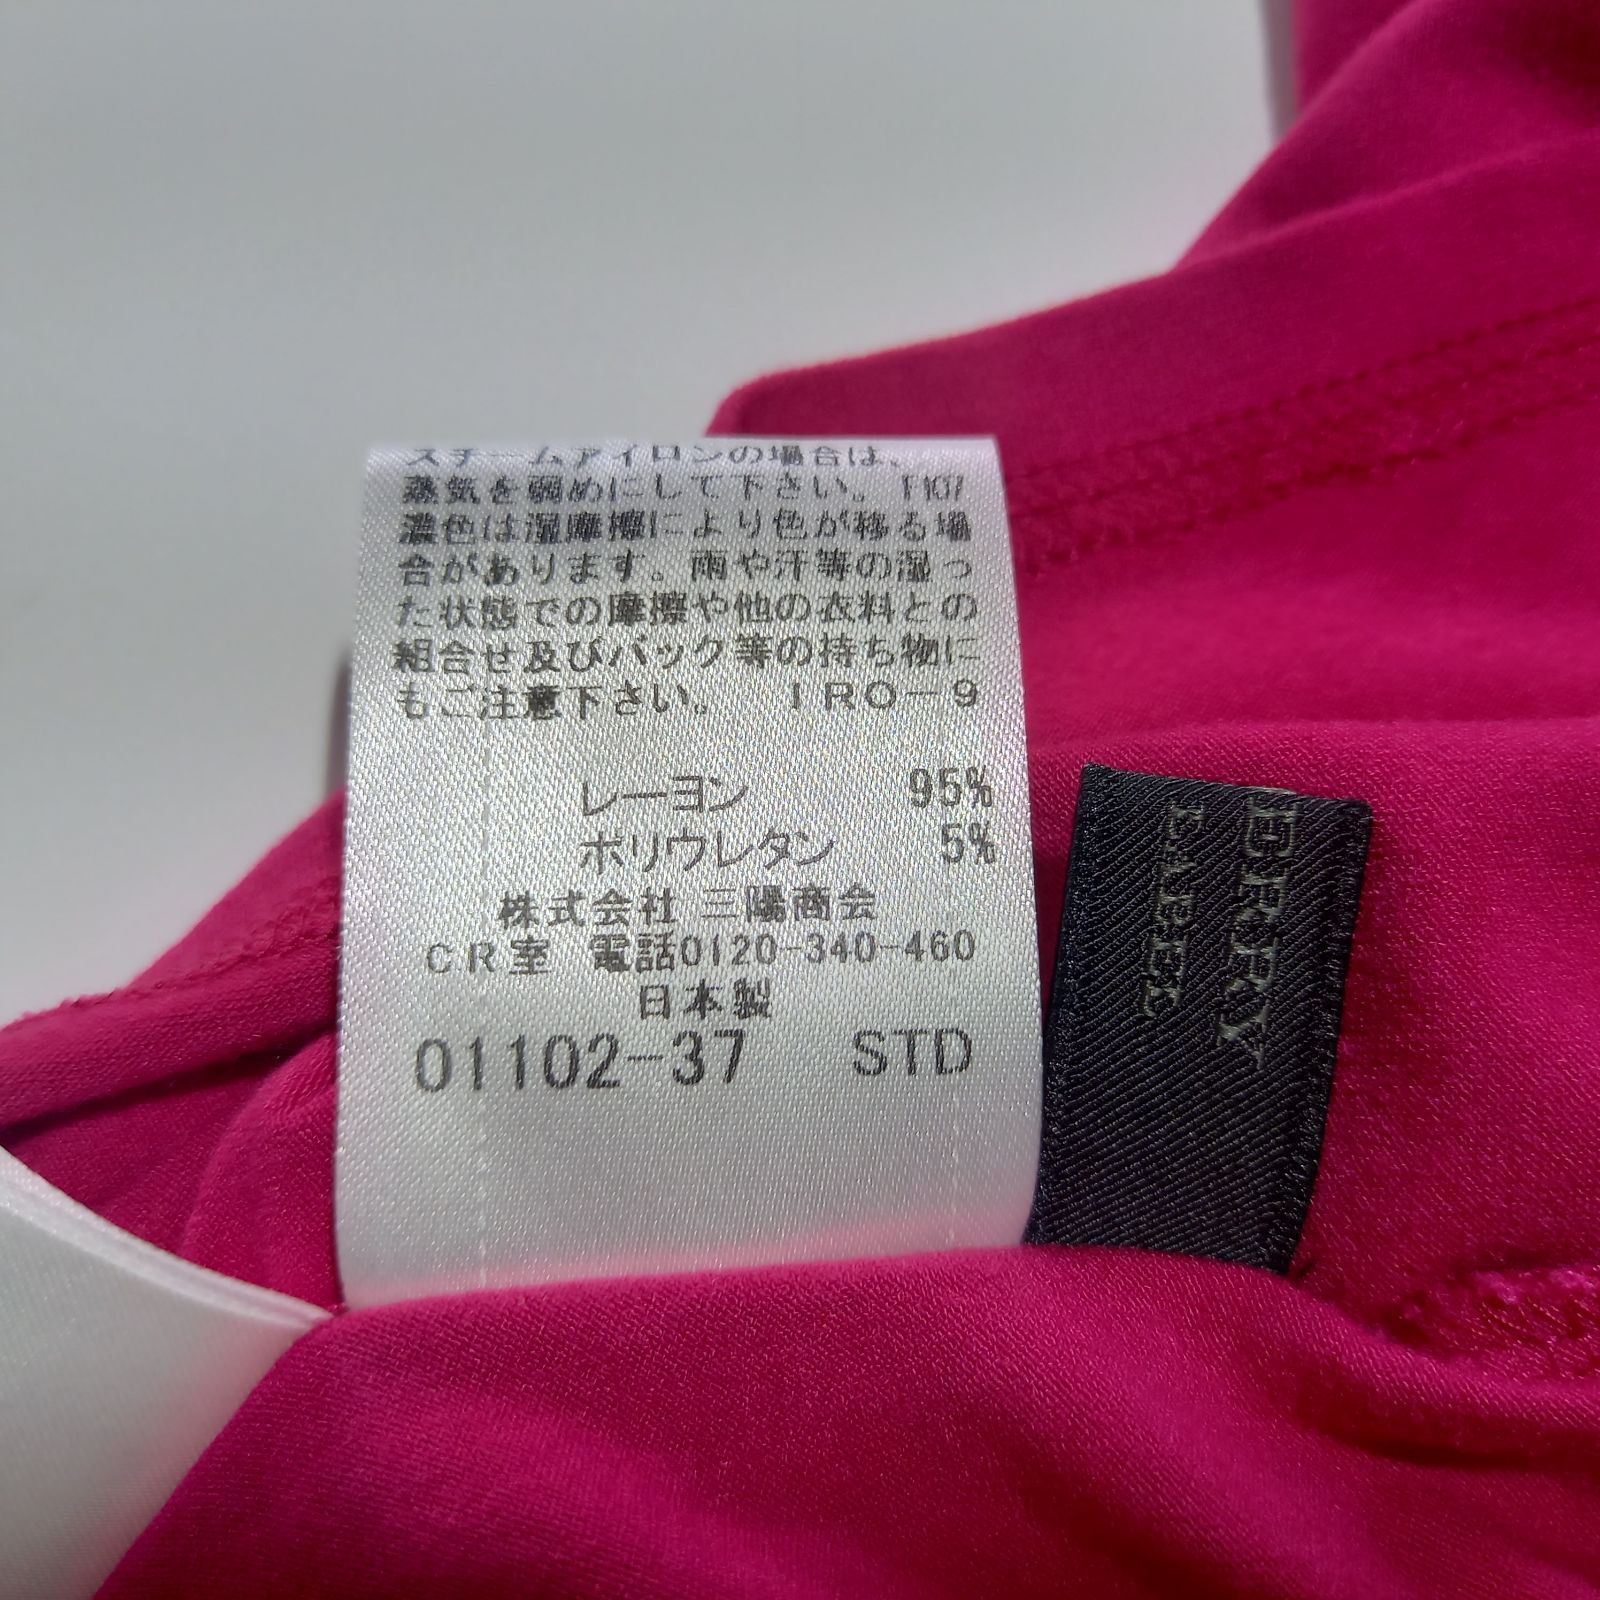 スチームアイロンの場合は、
蒸気を弱めにして下さい。T107
濃色は湿摩擦により色が移る場
合があります。雨や汗等の湿っ
た状態での摩擦や他の衣料との
組合せ及びバック等の持ち物に
もご注意下さい。 IRO-9
レーヨン 95%
ポリウレタン 5%
株式会社 三陽商会
CR室 電話0120-340-460
日本製
01102-37 STD
LABEL